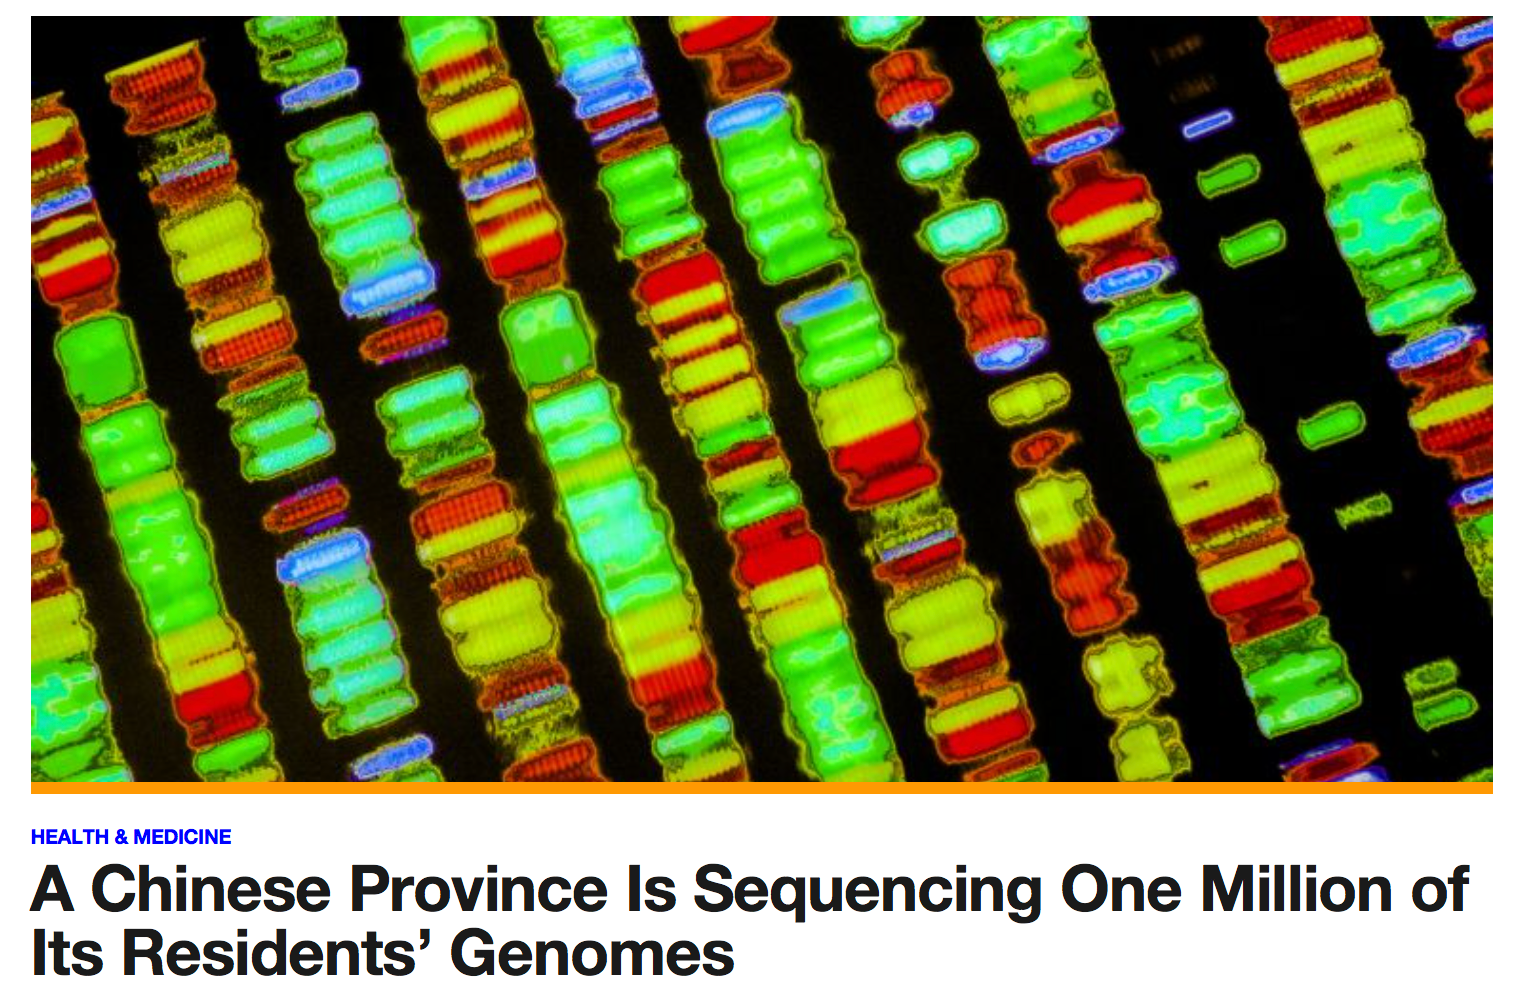 HEALTH & MEDICINE
A Chinese Province Is Sequencing One Million of
Its Residents’ Genomes